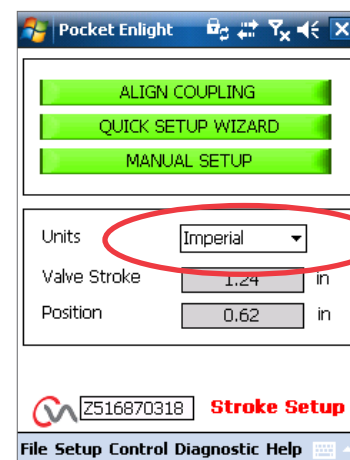 Pocket Enlight
ALIGN COUPLING
QUICK SETUP WIZARD
MANUAL SETUP
Units Imperial
Valve Stroke 1.24 in
Position 0.62 in
Z516870318 Stroke Setup
File Setup Control Diagnostic Help